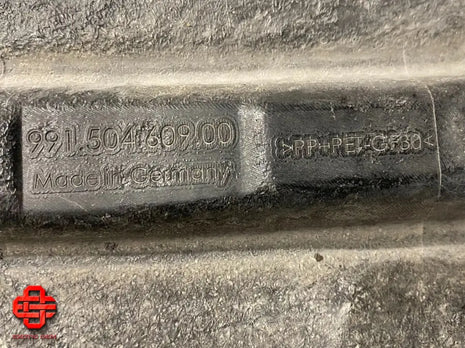 991.504.609.00
Made in Germany
>PP+PET-GF30<